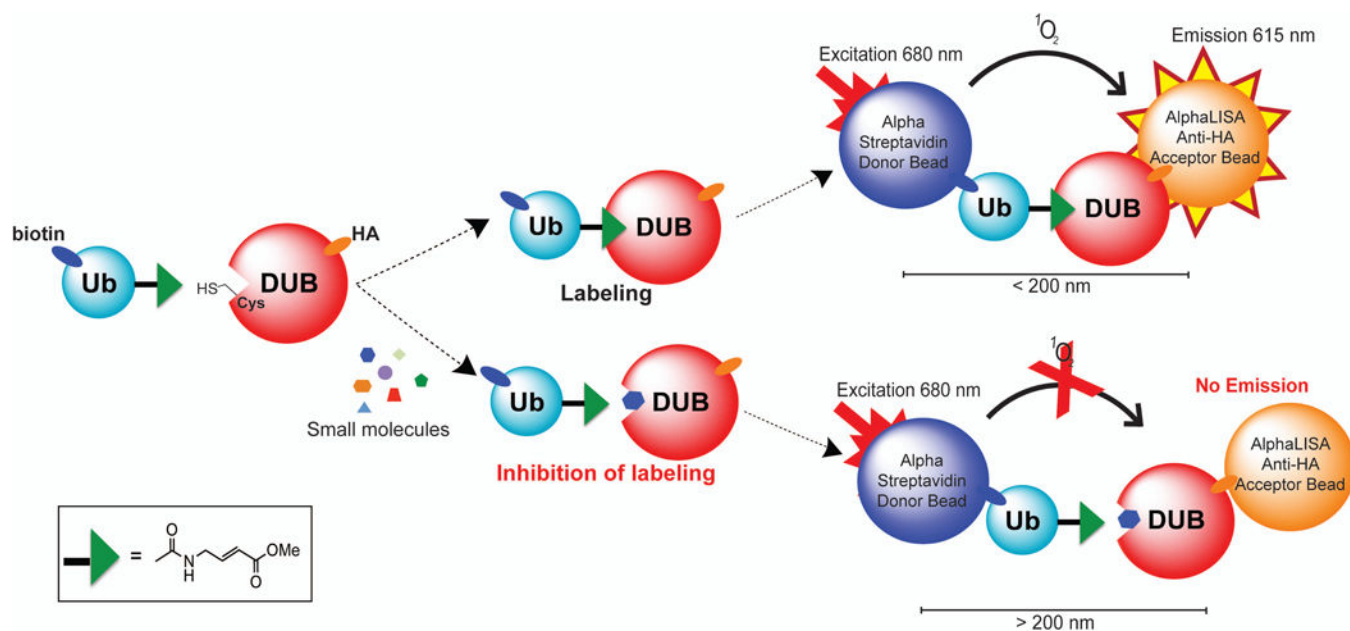 biotin
Ub
HS
Cys
DUB
HA
Small molecules
Ub
DUB
Labeling
Ub
DUB
Inhibition of labeling
Excitation 680 nm
¹O₂
Emission 615 nm
Alpha
Streptavidin
Donor Bead
Ub
DUB
AlphaLISA
Anti-HA
Acceptor Bead
< 200 nm
Excitation 680 nm
¹O₂
No Emission
Alpha
Streptavidin
Donor Bead
Ub
DUB
AlphaLISA
Anti-HA
Acceptor Bead
> 200 nm
=
O
N
H
OMe
O